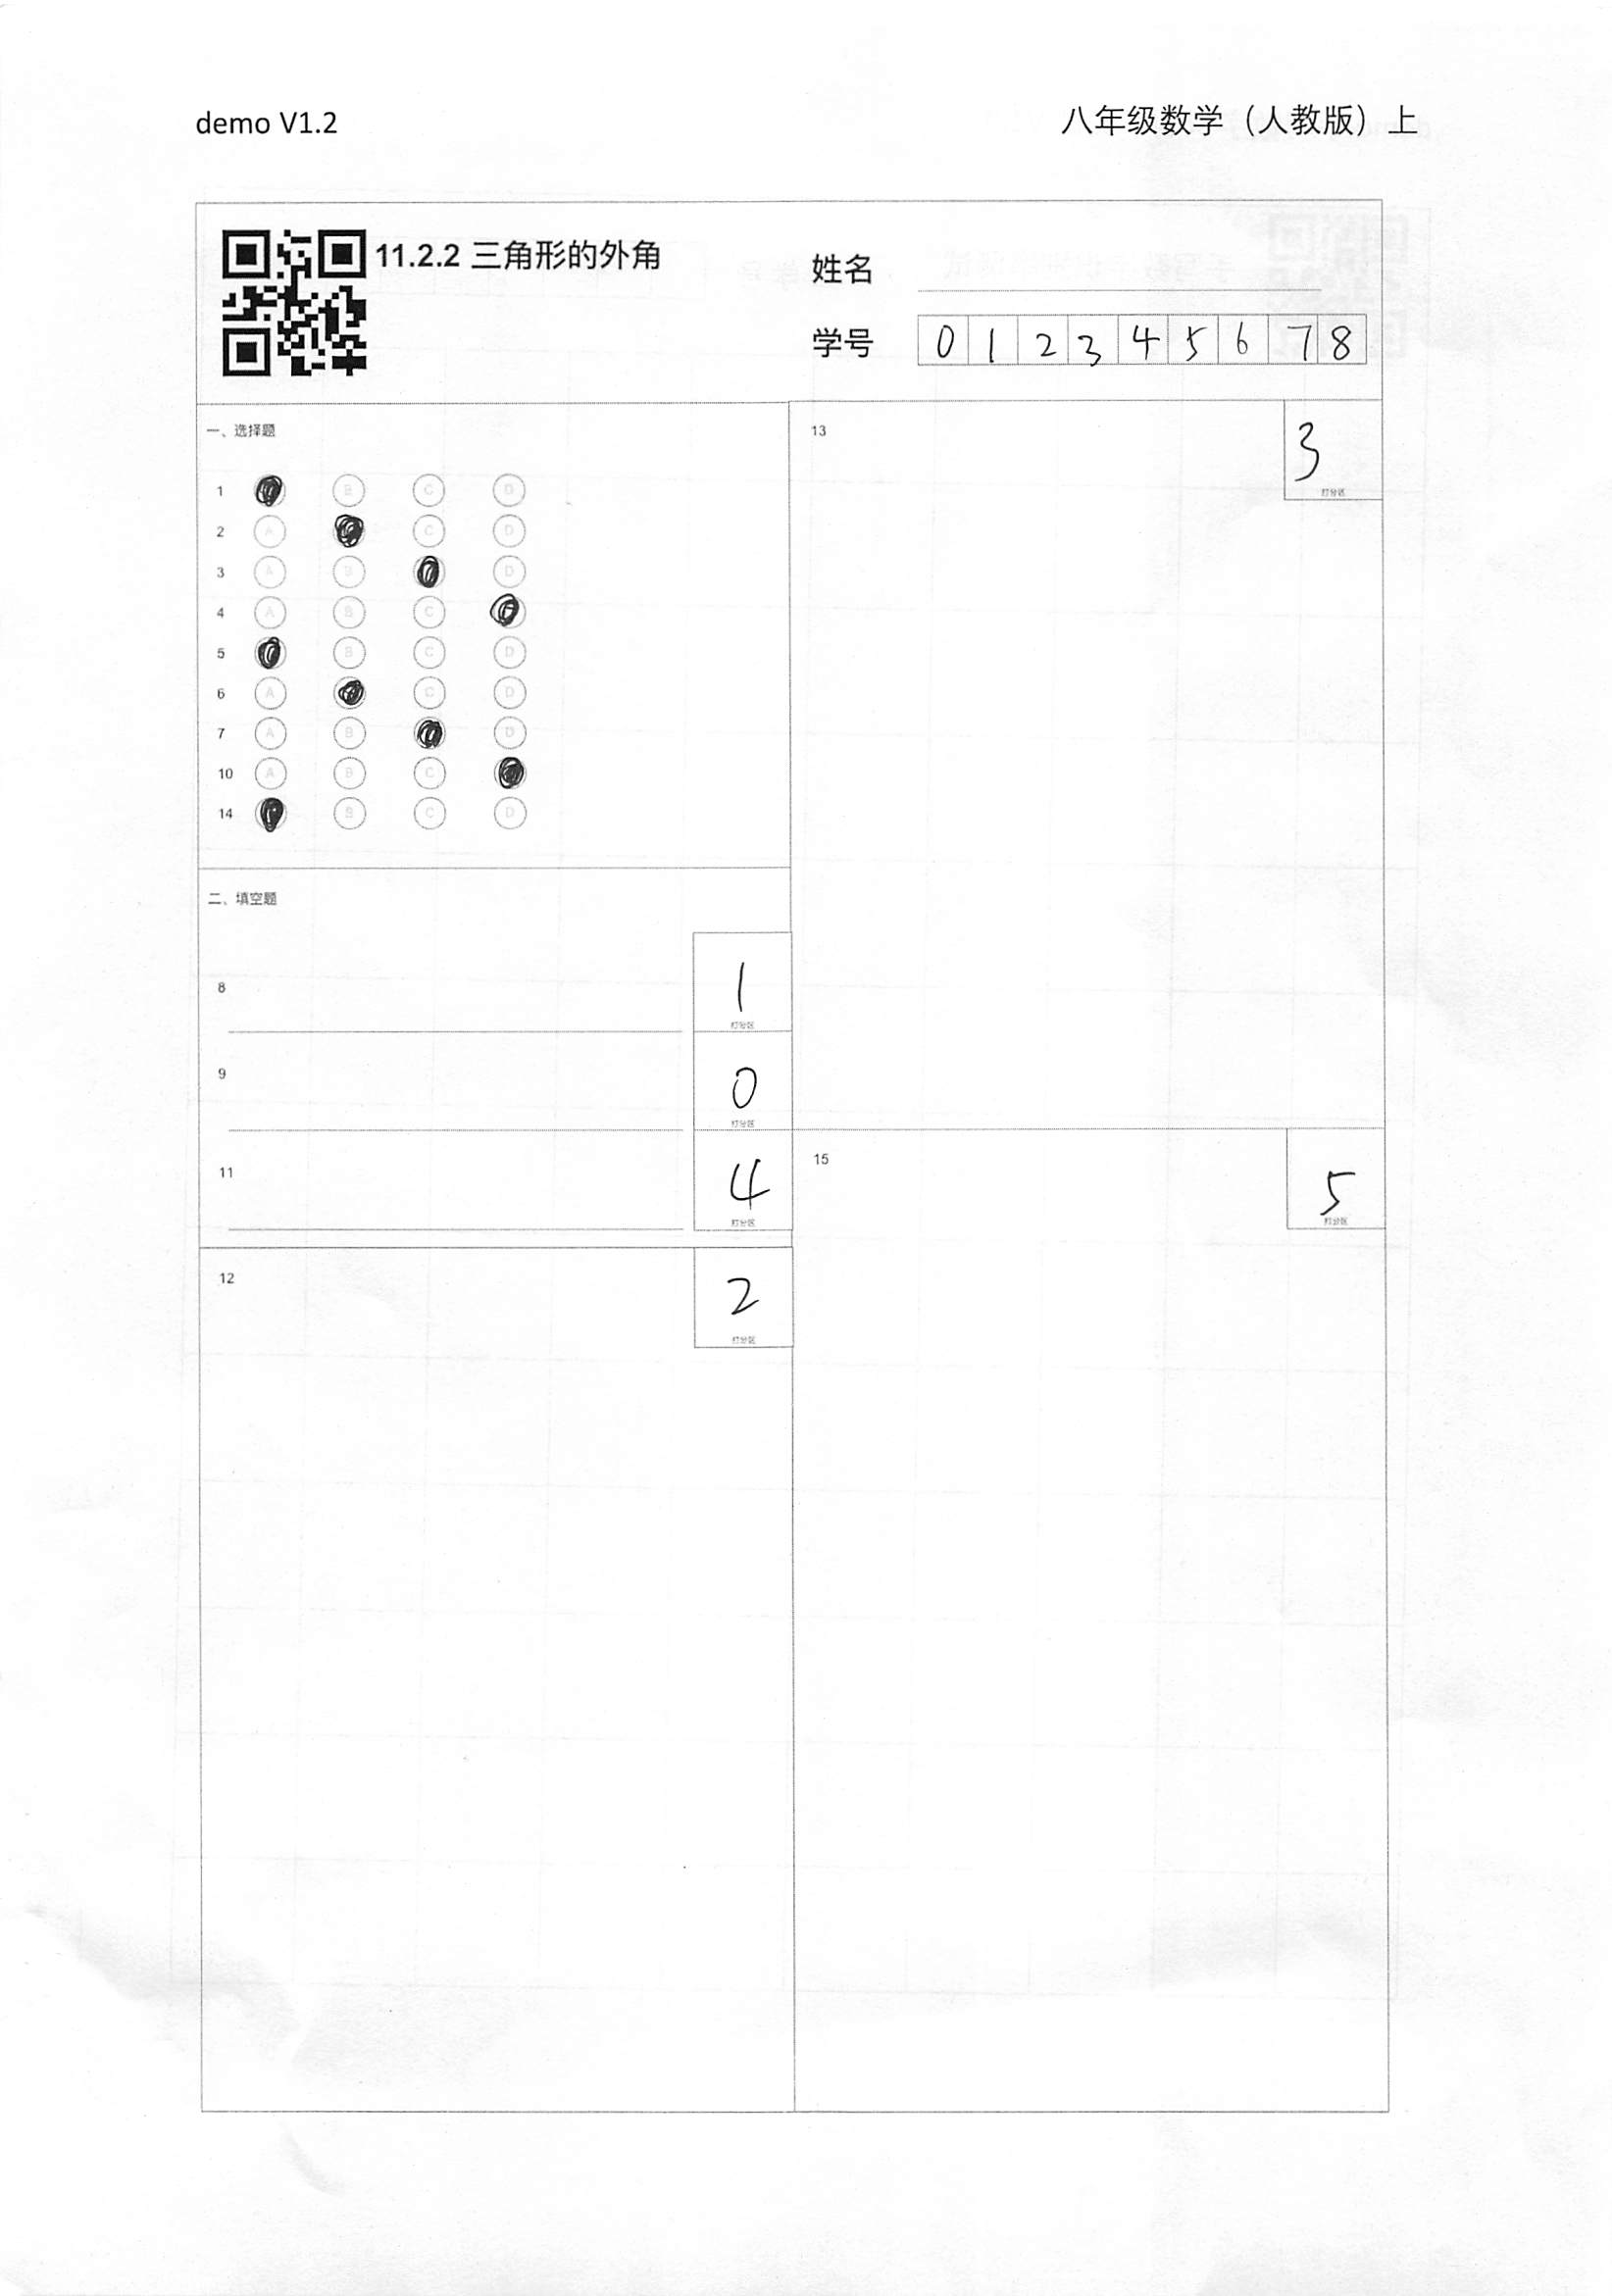 demo V1.2
八年级数学（人教版）上
11.2.2 三角形的外角
姓名
学号 0 1 2 3 4 5 6 7 8
一、选择题
1 B C D
2 A C D
3 A B D
4 A B C
5 B C D
6 A C D
7 A B D
10 A B C
14 B C D
二、填空题
8
1
打分区
9
0
打分区
11
4
打分区
12
2
打分区
13
3
打分区
15
5
打分区